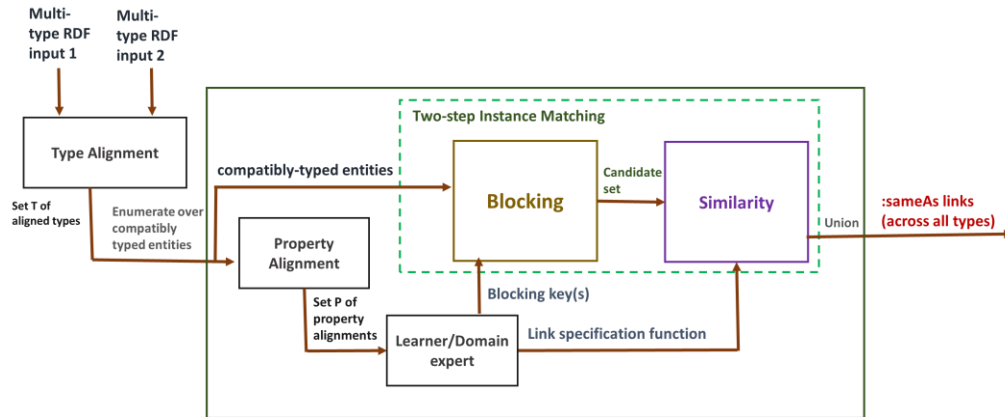 Multi-
type RDF
input 1
Multi-
type RDF
input 2
Type Alignment
Set T of
aligned types
Enumerate over
compatibly
typed entities
compatibly-typed entities
Two-step Instance Matching
Blocking
Candidate
set
Similarity
Union
:sameAs links
(across all types)
Property
Alignment
Set P of
property
alignments
Blocking key(s)
Learner/Domain
expert
Link specification function